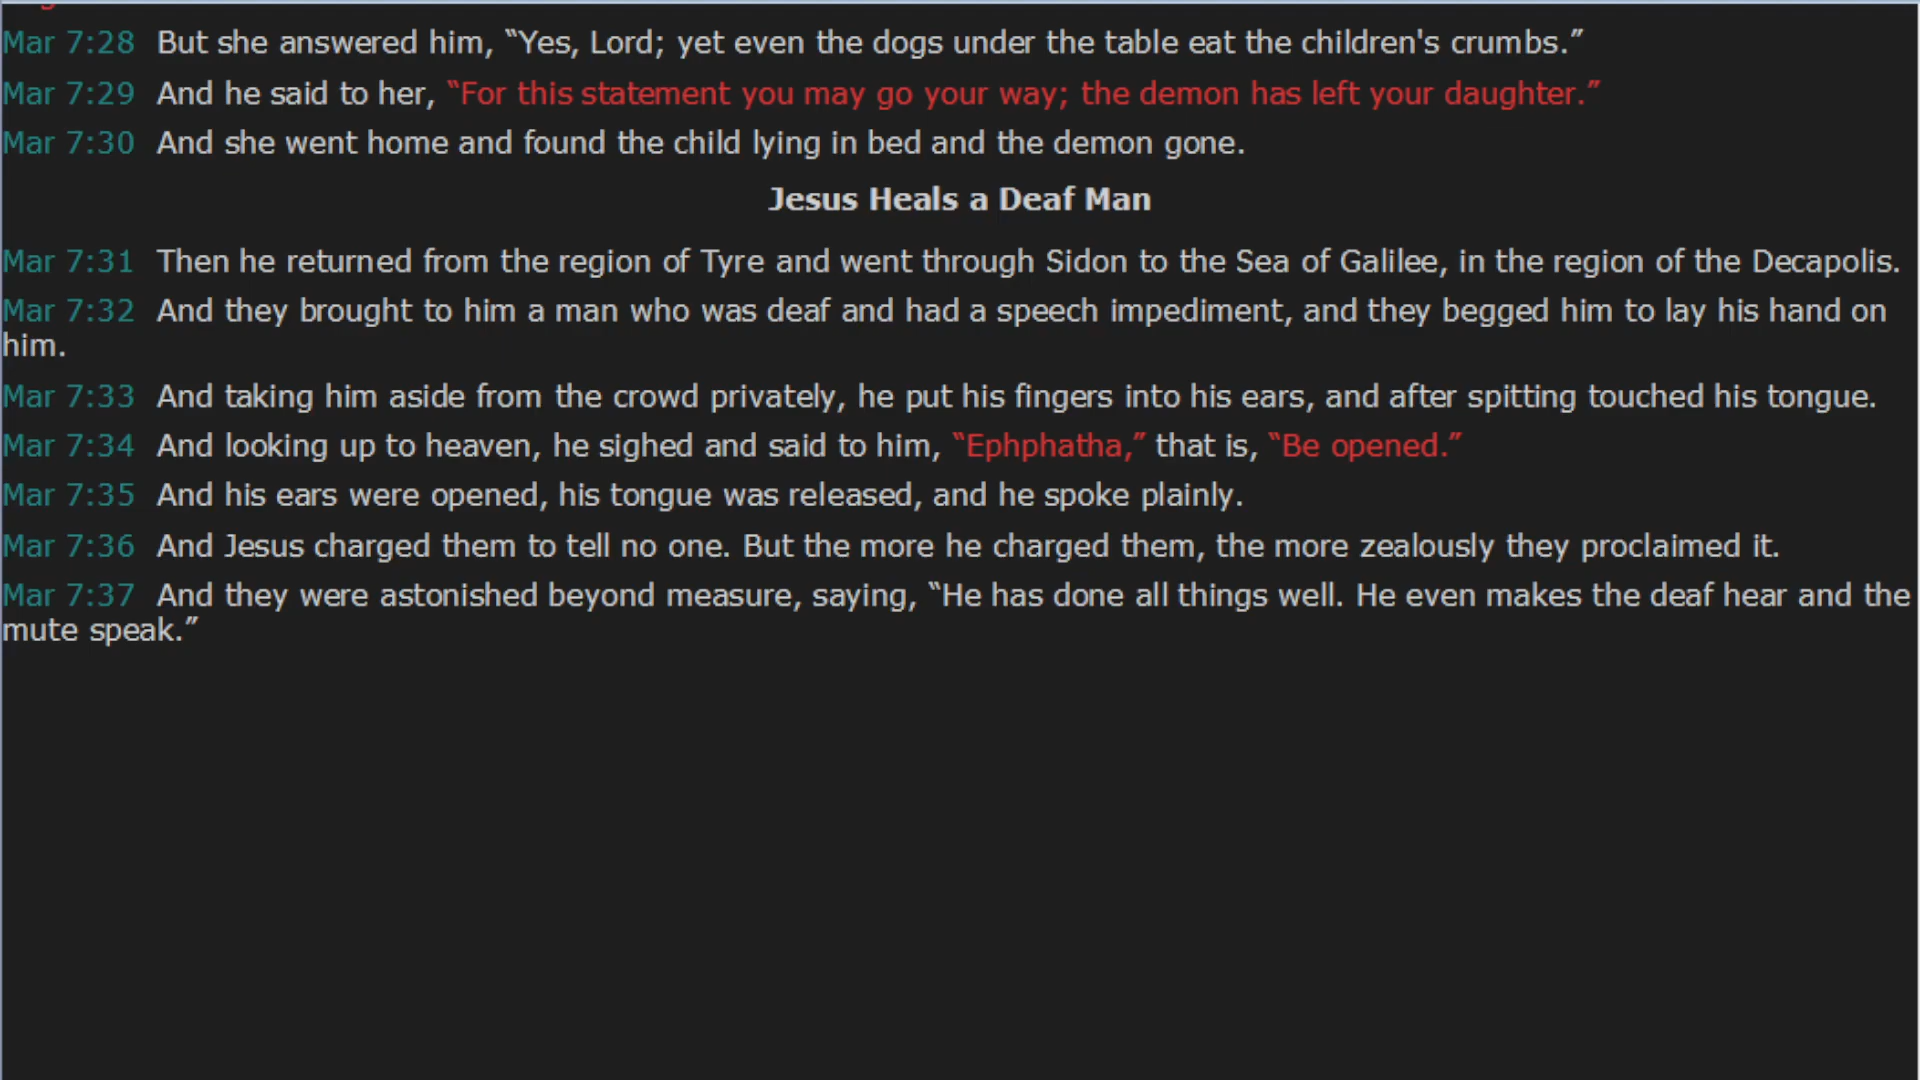 Mar 7:28 But she answered him, “Yes, Lord; yet even the dogs under the table eat the children's crumbs.”
Mar 7:29 And he said to her, “For this statement you may go your way; the demon has left your daughter.”
Mar 7:30 And she went home and found the child lying in bed and the demon gone.
Jesus Heals a Deaf Man
Mar 7:31 Then he returned from the region of Tyre and went through Sidon to the Sea of Galilee, in the region of the Decapolis.
Mar 7:32 And they brought to him a man who was deaf and had a speech impediment, and they begged him to lay his hand on
him.
Mar 7:33 And taking him aside from the crowd privately, he put his fingers into his ears, and after spitting touched his tongue.
Mar 7:34 And looking up to heaven, he sighed and said to him, “Ephphatha,” that is, “Be opened.”
Mar 7:35 And his ears were opened, his tongue was released, and he spoke plainly.
Mar 7:36 And Jesus charged them to tell no one. But the more he charged them, the more zealously they proclaimed it.
Mar 7:37 And they were astonished beyond measure, saying, “He has done all things well. He even makes the deaf hear and the
mute speak.”